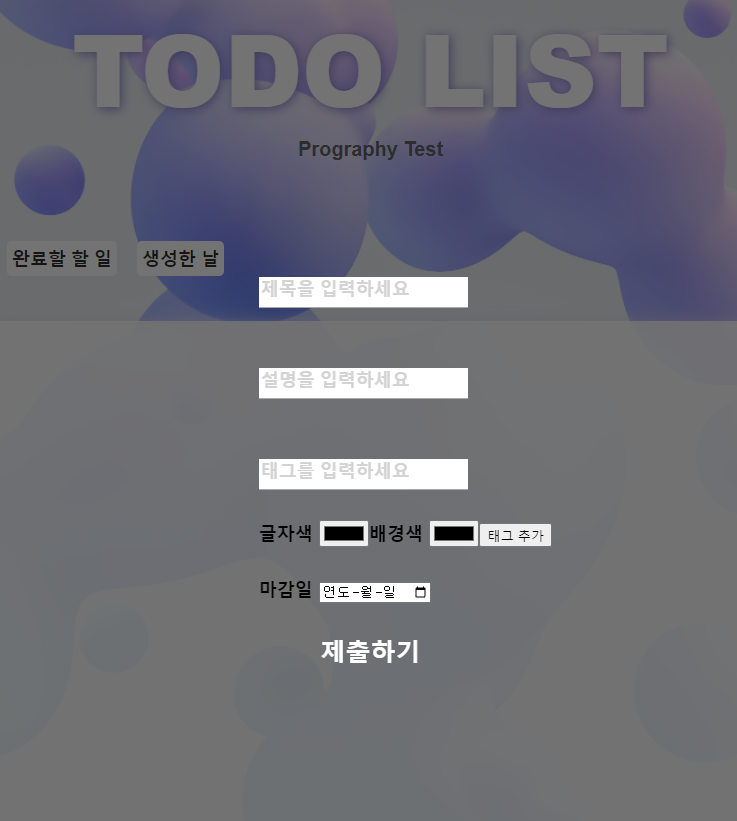 TODO LIST
Prography Test
완료할 할 일 생성한 날
제목을 입력하세요
설명을 입력하세요
태그를 입력하세요
글자색 배경색 태그 추가
마감일 연도-월-일
제출하기